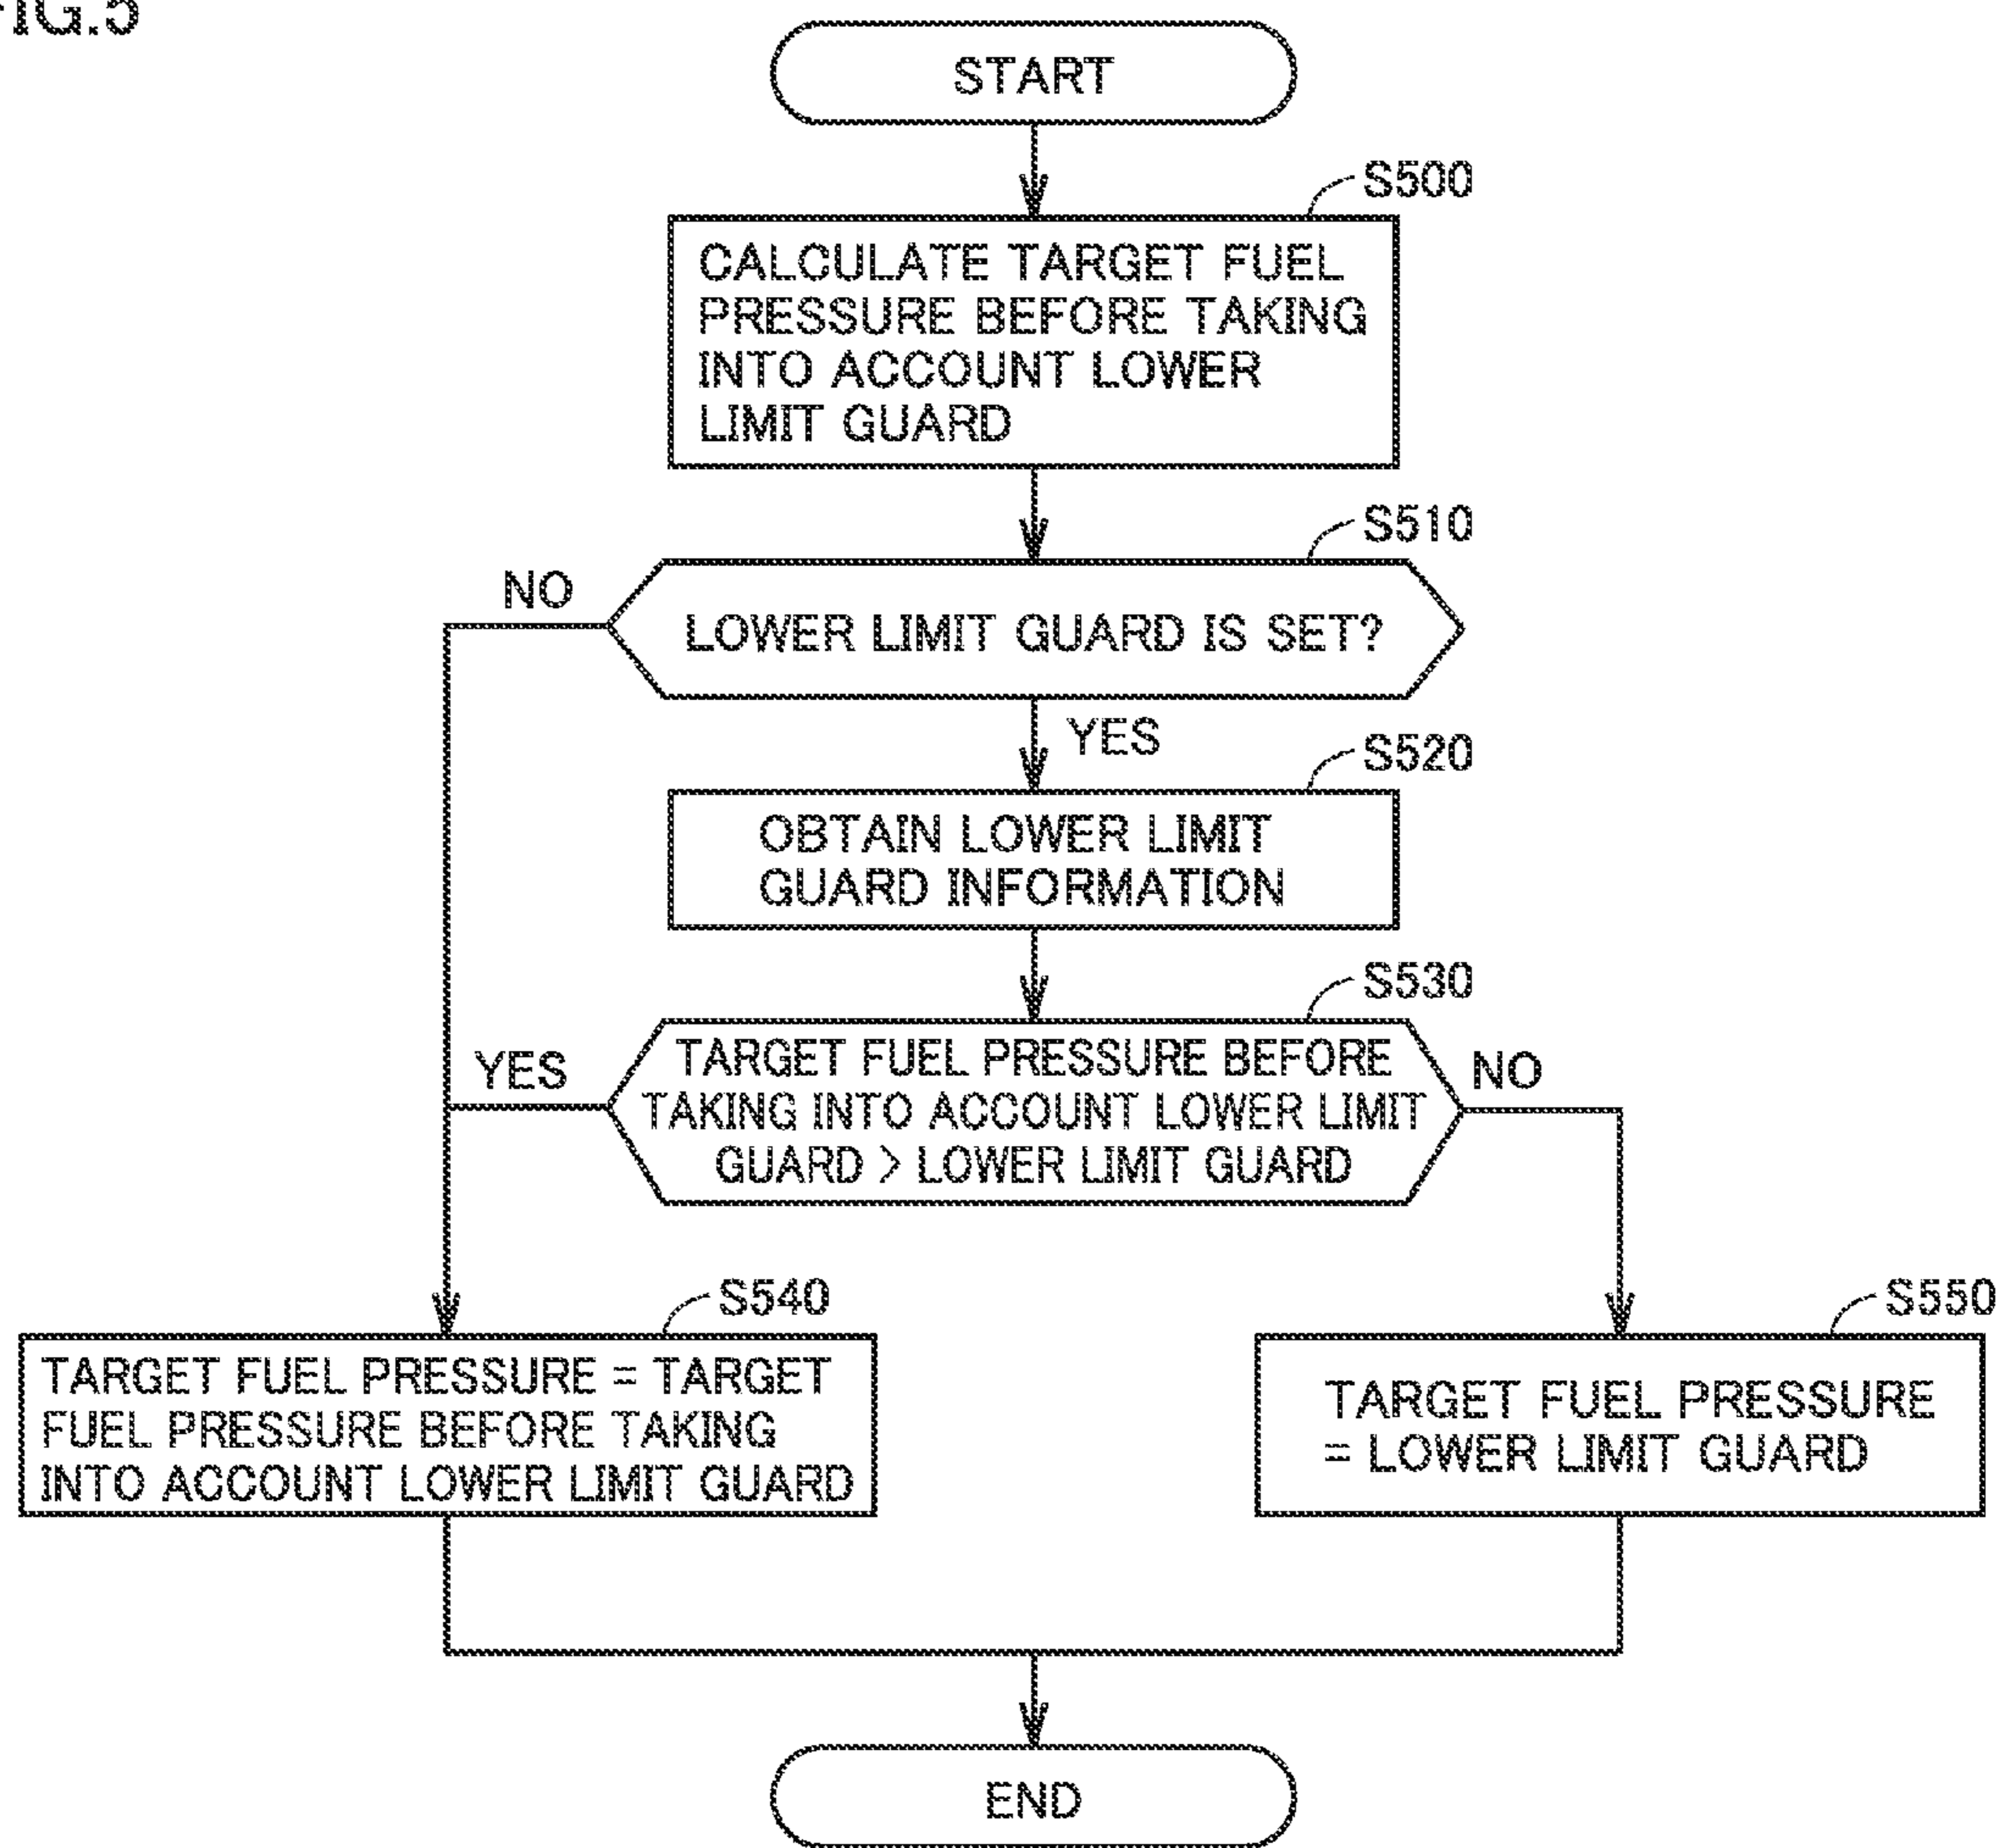 FIG.5
START
S500
CALCULATE TARGET FUEL
PRESSURE BEFORE TAKING
INTO ACCOUNT LOWER
LIMIT GUARD
S510
NO
LOWER LIMIT GUARD IS SET?
YES
S520
OBTAIN LOWER LIMIT
GUARD INFORMATION
S530
YES
TARGET FUEL PRESSURE BEFORE
TAKING INTO ACCOUNT LOWER LIMIT
GUARD > LOWER LIMIT GUARD
NO
S540
TARGET FUEL PRESSURE = TARGET
FUEL PRESSURE BEFORE TAKING
INTO ACCOUNT LOWER LIMIT GUARD
S550
TARGET FUEL PRESSURE
= LOWER LIMIT GUARD
END